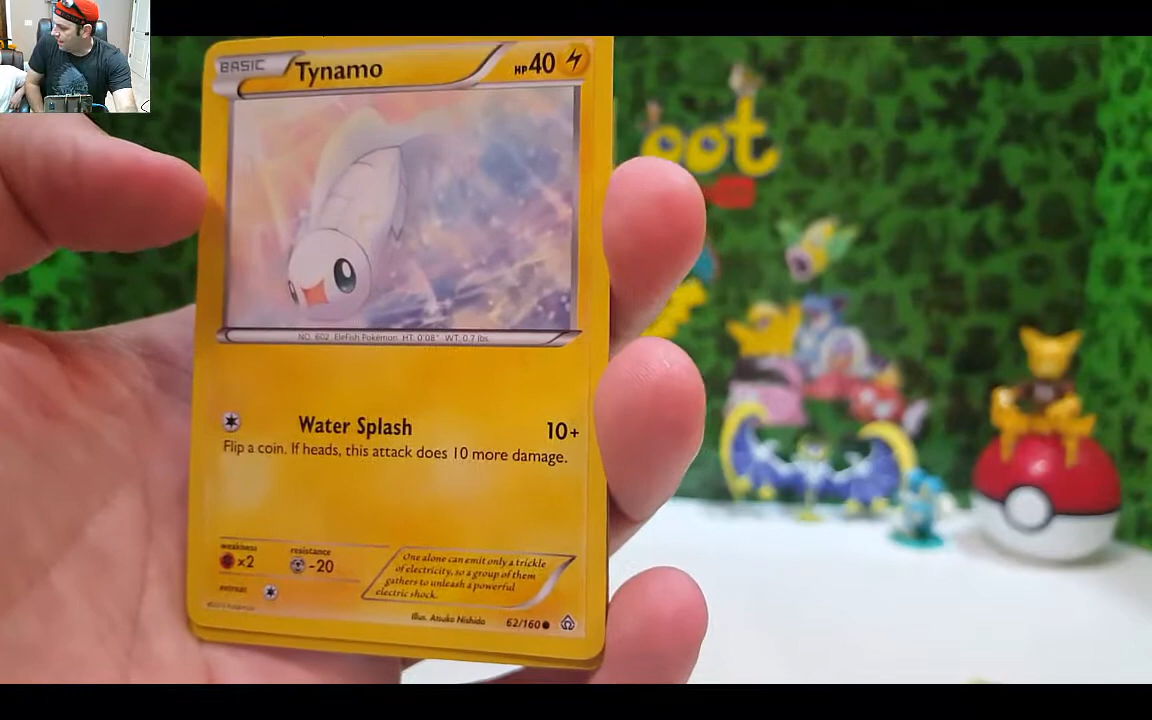 BASIC
Tynamo
HP40
oot
NO. 602 EleFish Pokémon HT: 0'08" WT: 0.7 lbs.
Water Splash
10+
Flip a coin. If heads, this attack does 10 more damage.
weakness
x2
resistance
-20
retreat
One alone can emit only a trickle
of electricity, so a group of them
gathers to unleash a powerful
electric shock.
Illus. Atsuko Nishida
62/160